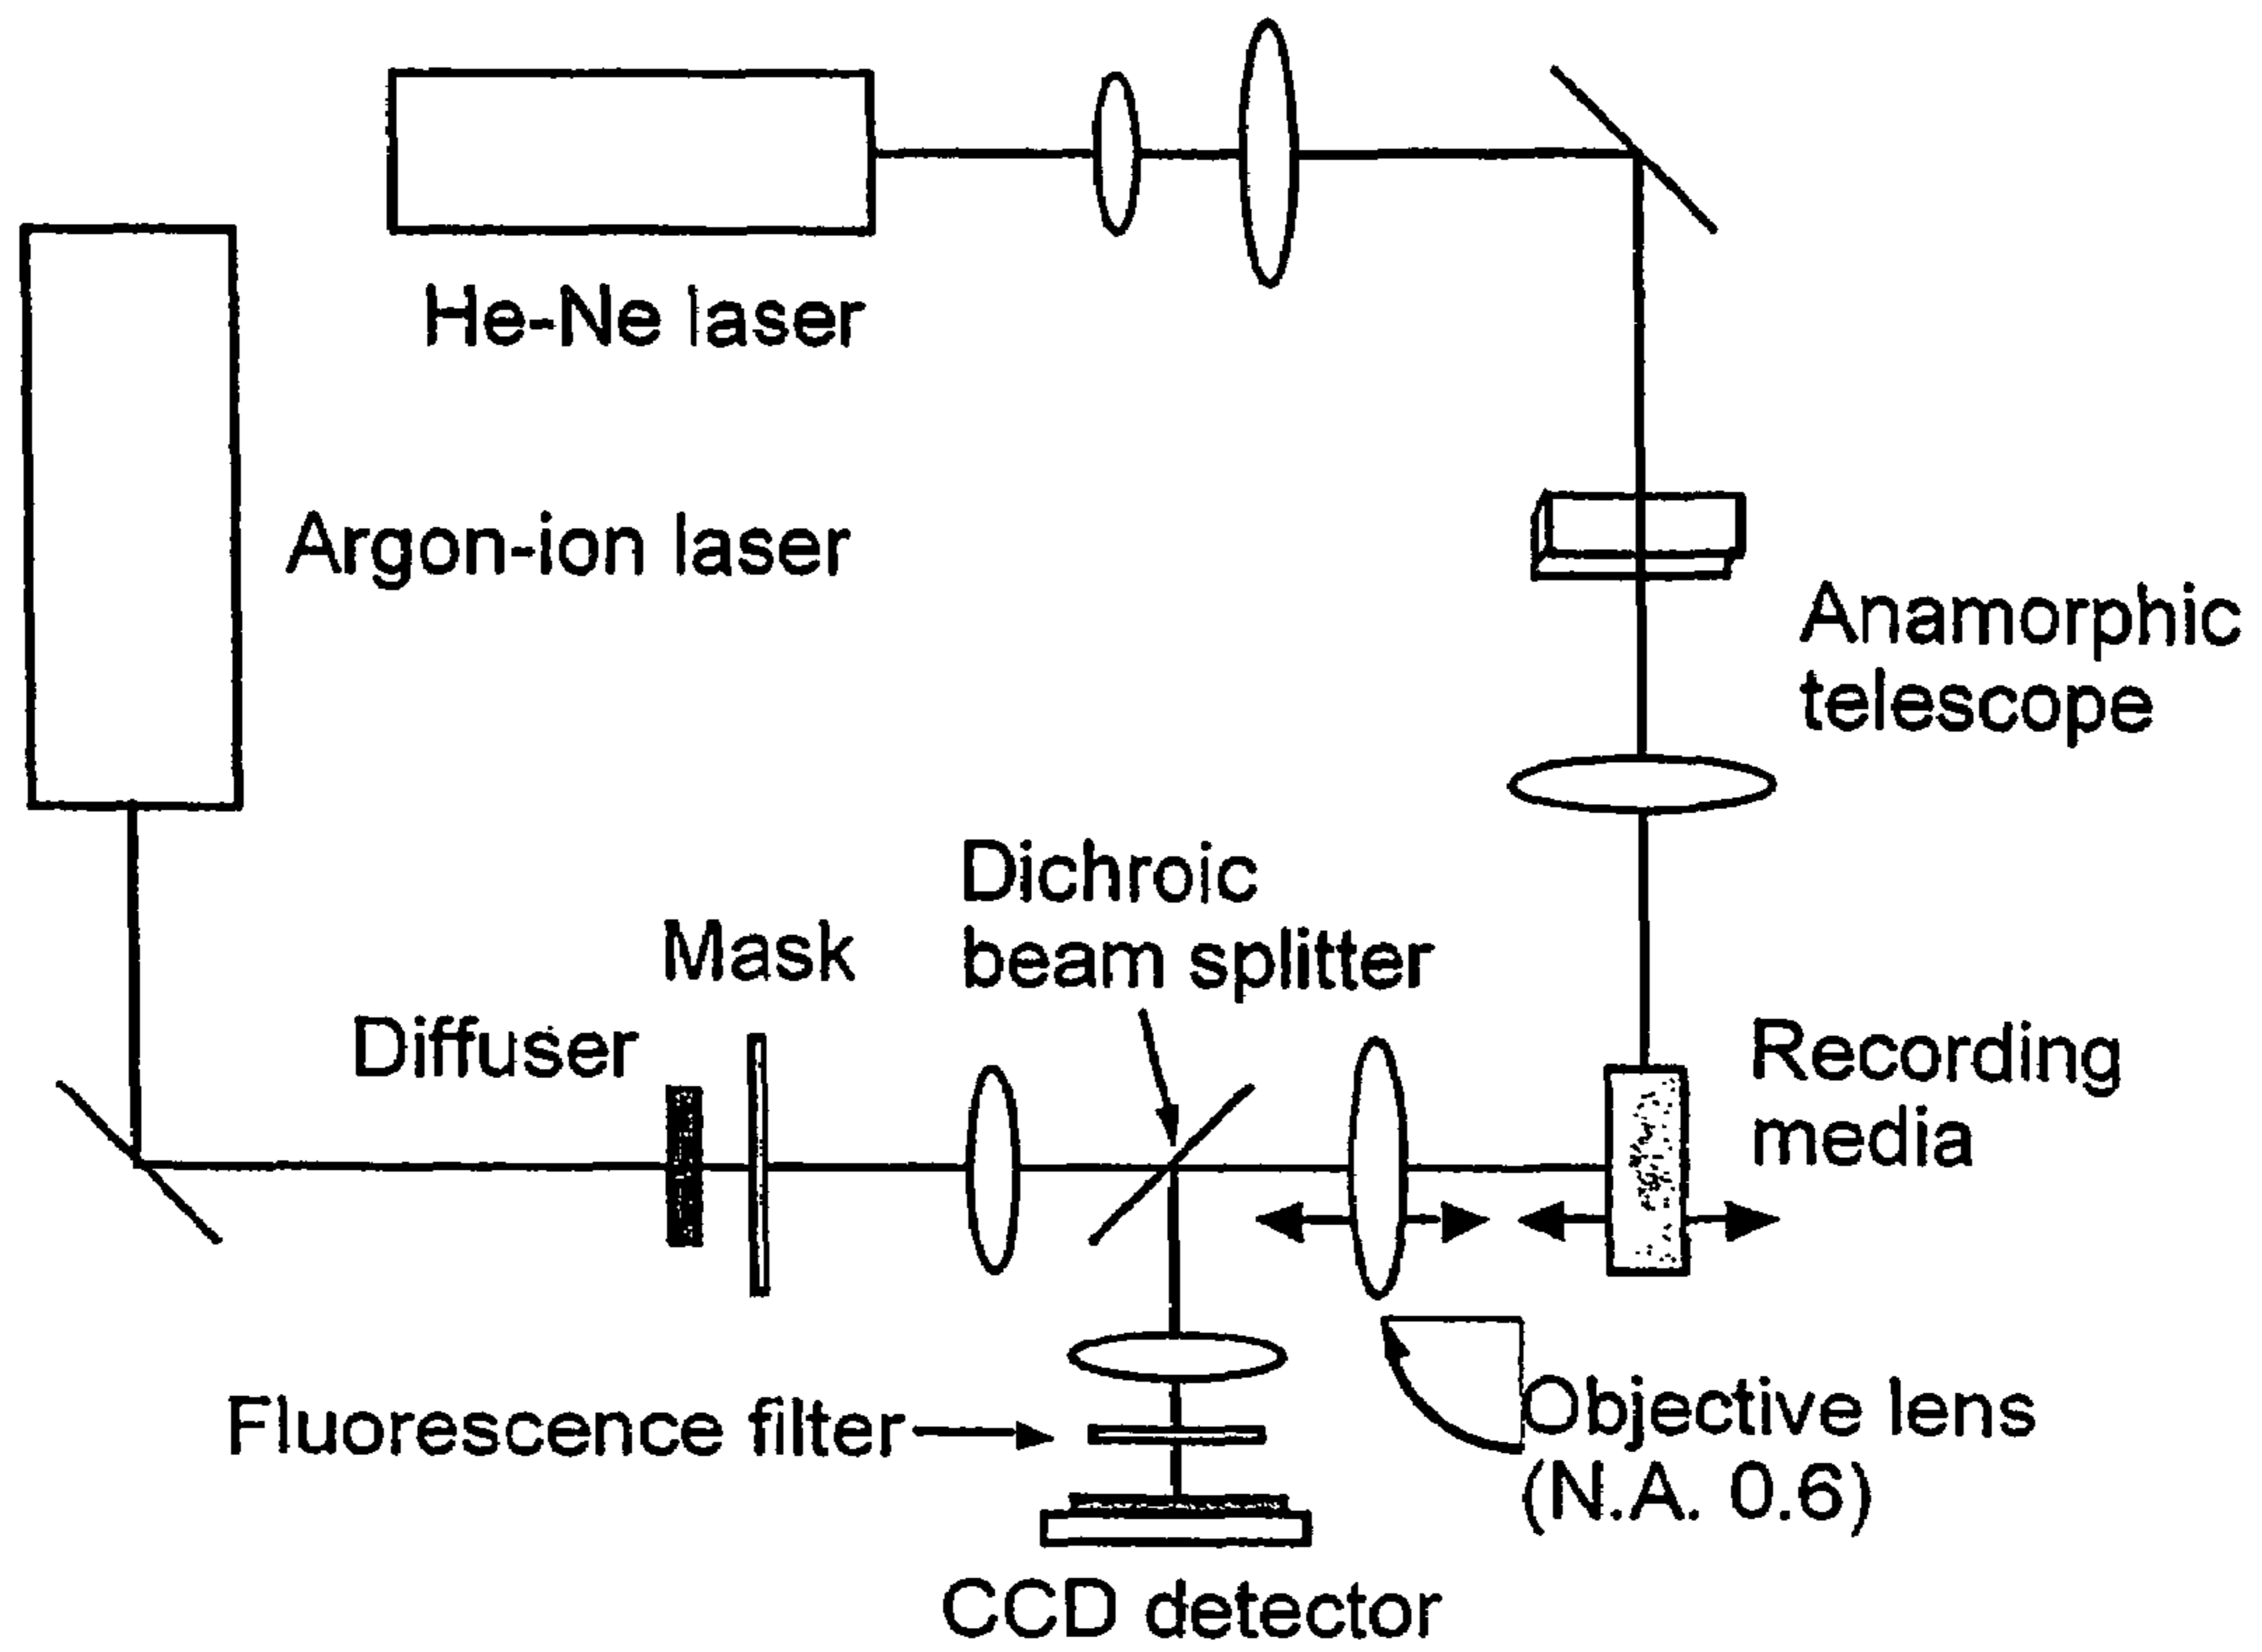 He-Ne laser
Argon-ion laser
Anamorphic
telescope
Dichroic
beam splitter
Mask
Diffuser
Recording
media
Fluorescence filter
Objective lens
(N.A. 0.6)
CCD detector